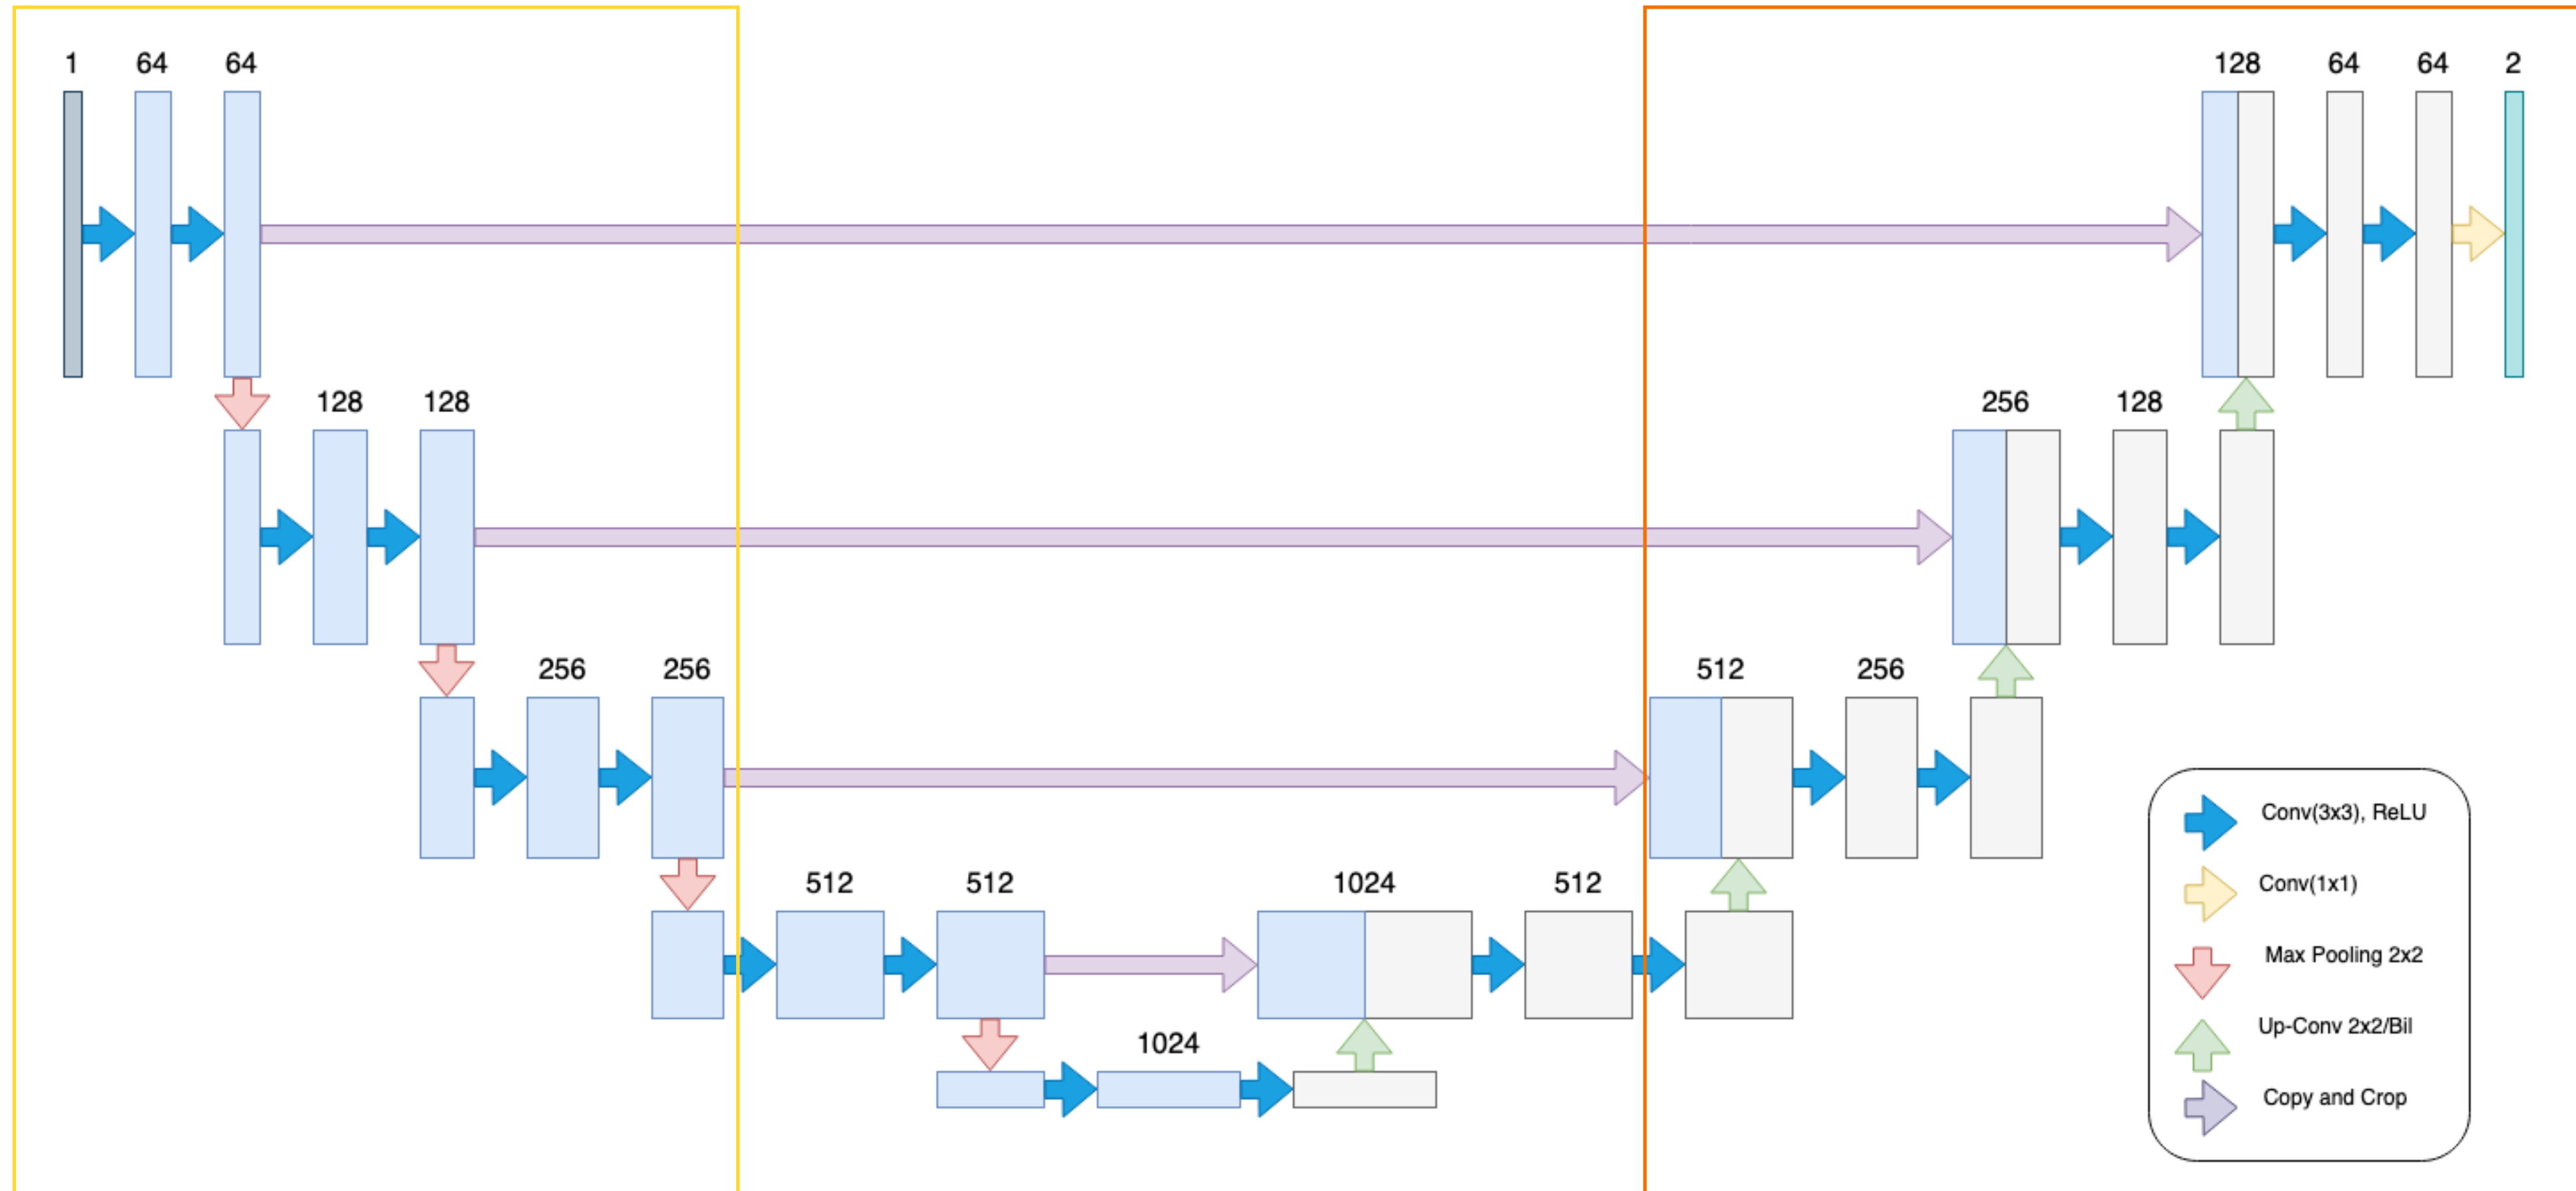 1 64 64 128 64 64 2
128 128 256 128
256 256 512 256
512 512 1024 512
1024
Conv(3x3), ReLU
Conv(1x1)
Max Pooling 2x2
Up-Conv 2x2/Bil
Copy and Crop